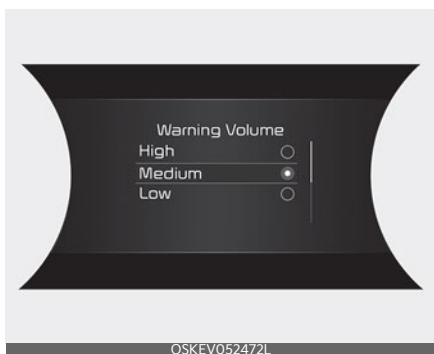 Warning Volume
High
Medium
Low
OSKEV052472L